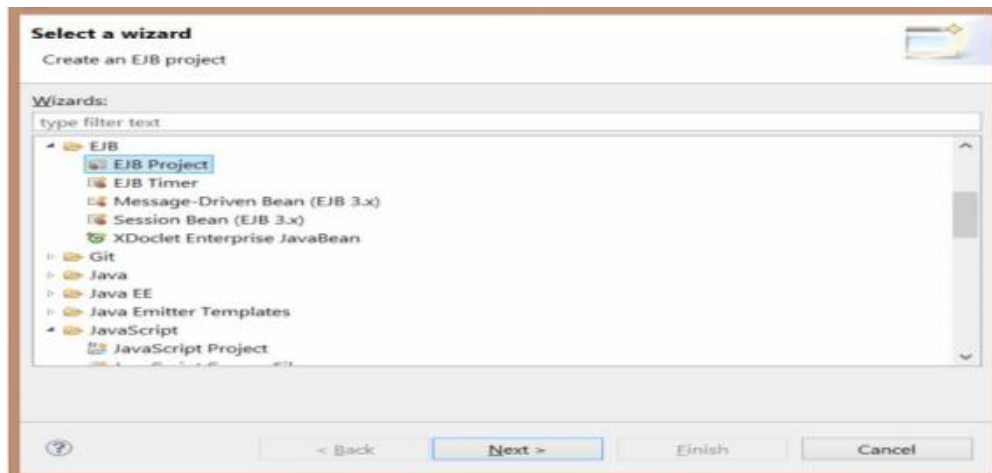 Select a wizard
Create an EJB project
Wizards:
type filter text
EJB
EJB Project
EJB Timer
Message-Driven Bean (EJB 3.x)
Session Bean (EJB 3.x)
XDoclet Enterprise JavaBean
Git
Java
Java EE
Java Emitter Templates
JavaScript
JavaScript Project
?
< Back Next > Finish Cancel